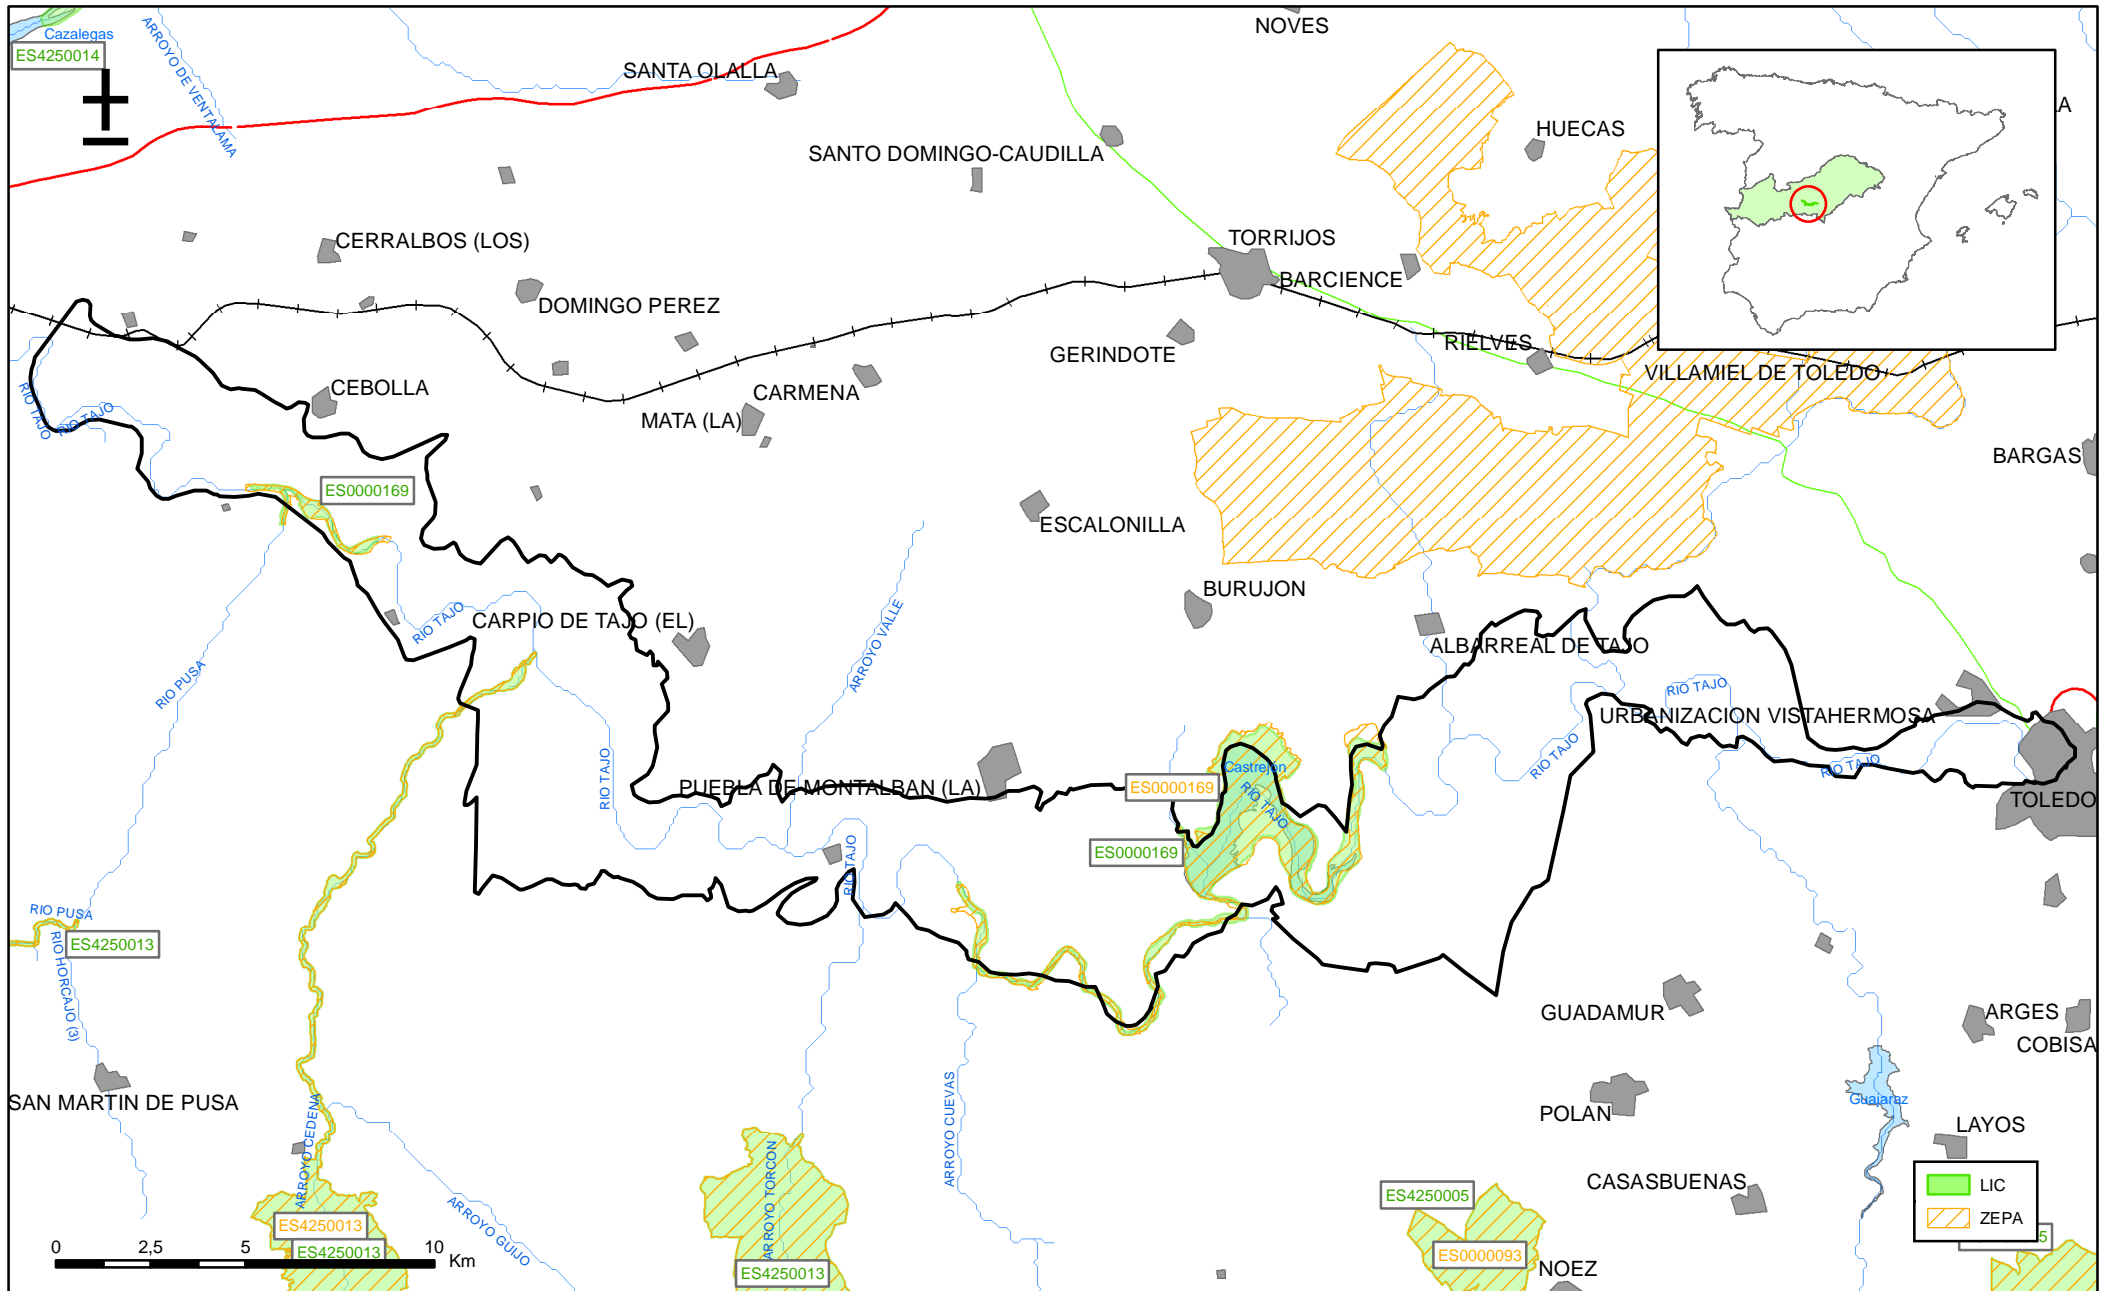 NOVES
Cazalegas
ES4250014
ARROYO DE VENTALAMA
SANTA OLALLA
A
HUECAS
SANTO DOMINGO-CAUDILLA
TORRIJOS
CERRALBOS (LOS)
BARCIENCE
DOMINGO PEREZ
RIELVES
GERINDOTE
VILLAMIEL DE TOLEDO
CEBOLLA
CARMENA
RIO TAJO
RIO TAJO
MATA (LA)
BARGAS
ES0000169
ESCALONILLA
BURUJON
RIO TAJO
CARPIO DE TAJO (EL)
ARROYO VALLE
ALBARREAL DE TAJO
RIO PUSA
RIO TAJO
URBANIZACION VISTAHERMOSA
RIO TAJO
RIO TAJO
RIO TAJO
Castrejón
PUEBLA DE MONTALBAN (LA)
ES0000169
RIO TAJO
TOLEDO
ES0000169
RIO TAJO
RIO PUSA
ES4250013
RIO HORCAJO (3)
GUADAMUR
ARGES
COBISA
SAN MARTIN DE PUSA
ARROYO CEDENA
ARROYO CUEVAS
POLAN
Guajaraz
LAYOS
ARROYO TORCON
CASASBUENAS
ES4250005
LIC
ZEPA
ES4250013
ARROYO GUIJO
5
ES4250013
ES0000093
0 2,5 5 10 Km
ES4250013
NOEZ